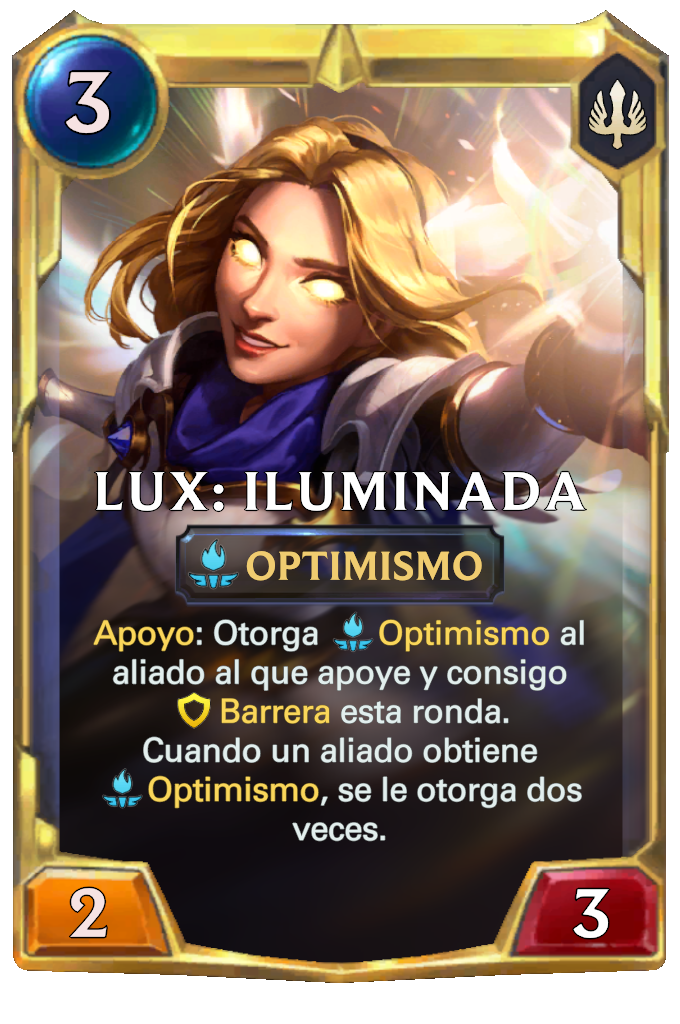 3
LUX: ILUMINADA
OPTIMISMO
Apoyo: Otorga Optimismo al
aliado al que apoye y consigo
Barrera esta ronda.
Cuando un aliado obtiene
Optimismo, se le otorga dos
veces.
2
3